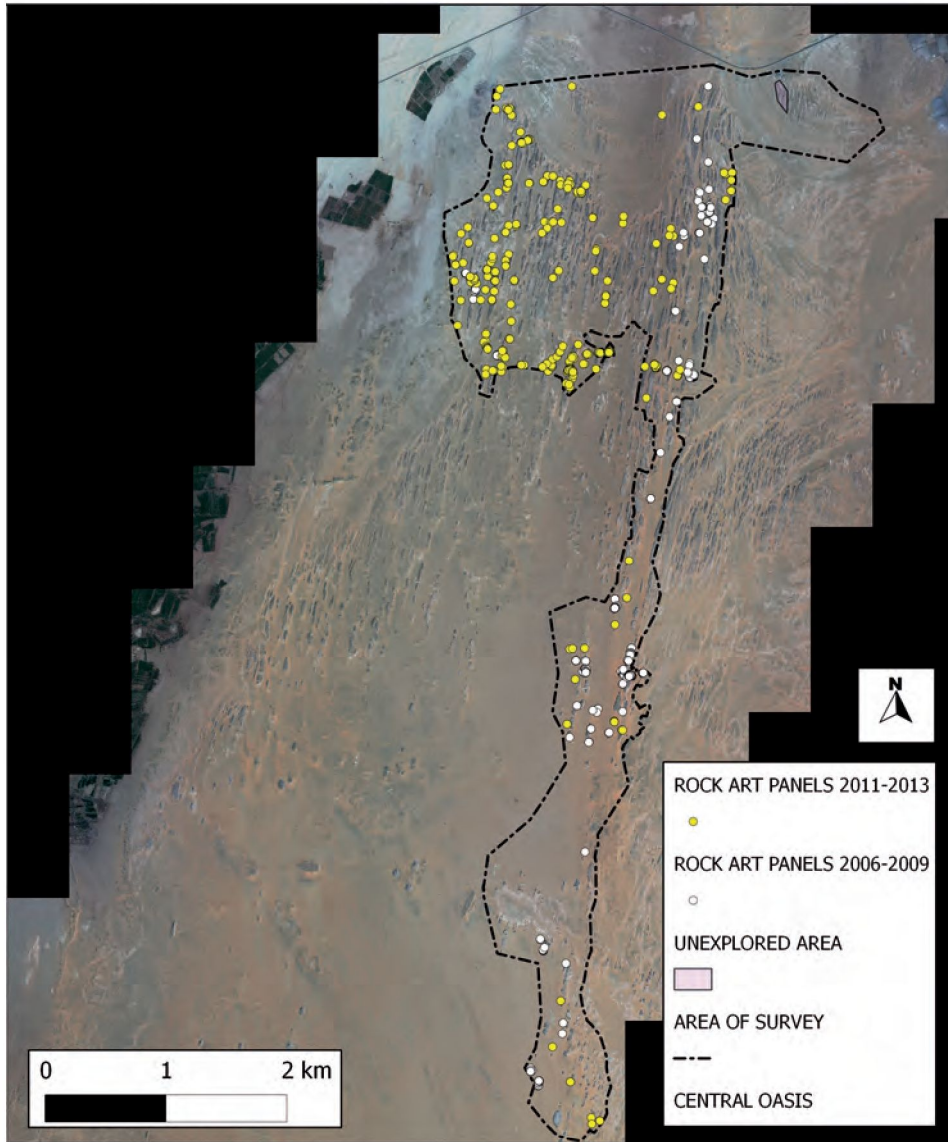 N
ROCK ART PANELS 2011-2013
ROCK ART PANELS 2006-2009
UNEXPLORED AREA
AREA OF SURVEY
CENTRAL OASIS
0 1 2 km